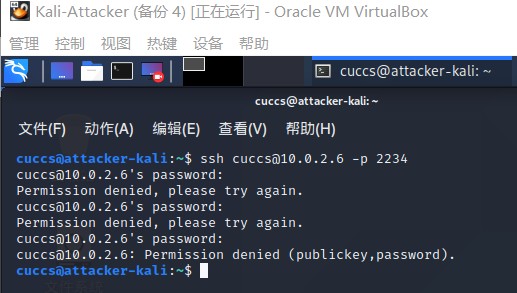 Kali-Attacker (备份 4) [正在运行] - Oracle VM VirtualBox
管理 控制 视图 热键 设备 帮助
cuccs@attacker-kali: ~
cuccs@attacker-kali: ~
文件(F) 动作(A) 编辑(E) 查看(V) 帮助(H)
cuccs@attacker-kali:~$ ssh cuccs@10.0.2.6 -p 2234
cuccs@10.0.2.6's password:
Permission denied, please try again.
cuccs@10.0.2.6's password:
Permission denied, please try again.
cuccs@10.0.2.6's password:
cuccs@10.0.2.6: Permission denied (publickey,password).
cuccs@attacker-kali:~$